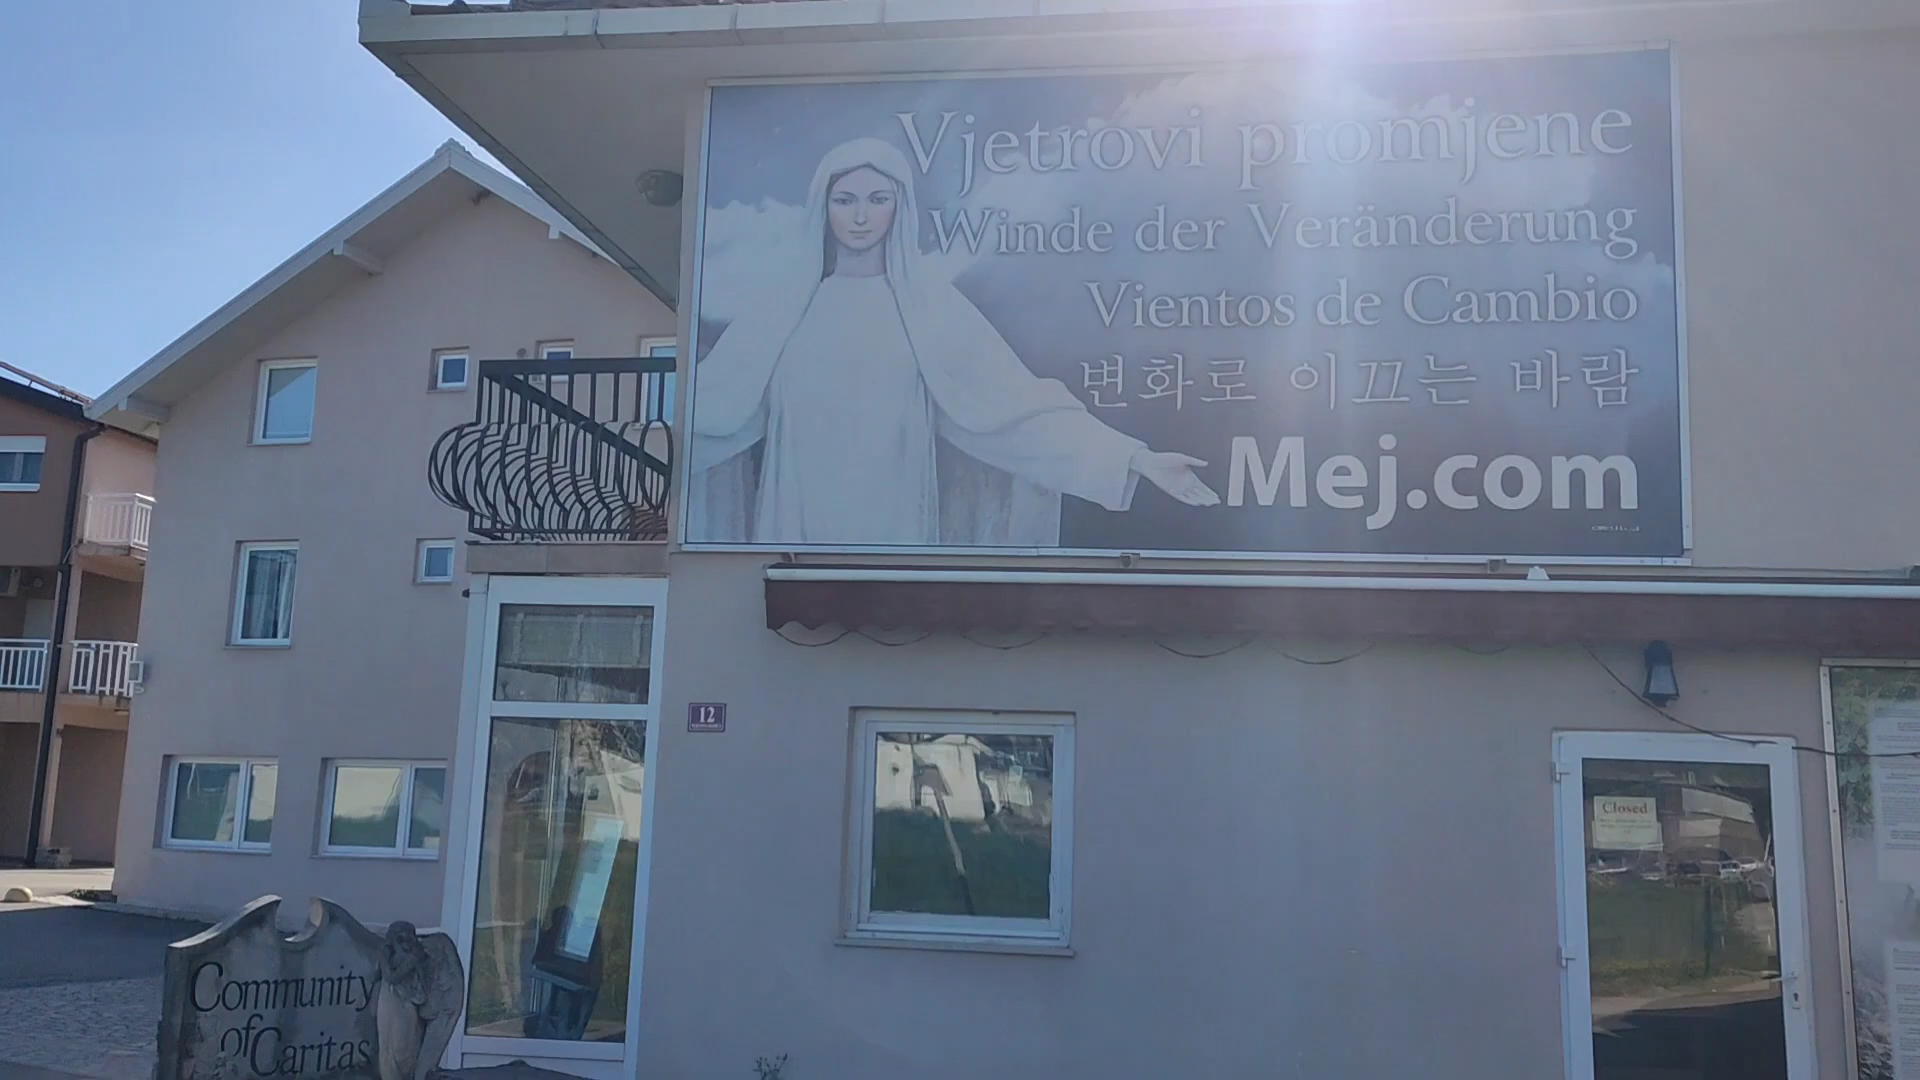 Vjetrovi promjene
Winde der Veränderung
Vientos de Cambio
변화로 이끄는 바람
Mej.com
12
Closed
Community
of Caritas